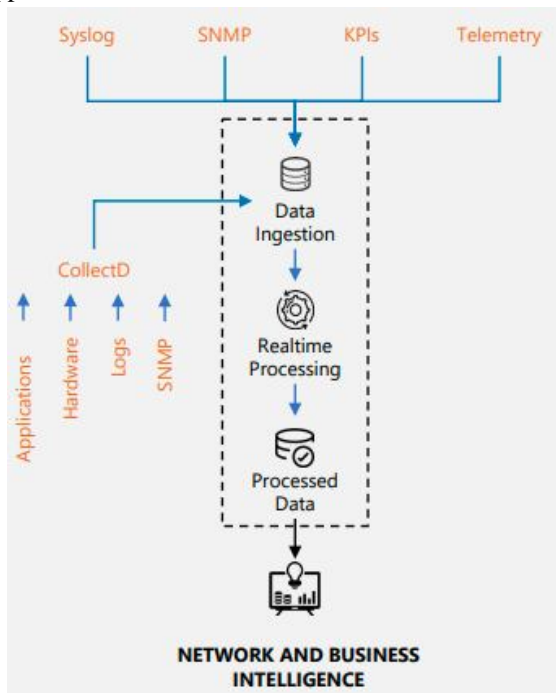 Syslog
SNMP
KPIs
Telemetry
Data
Ingestion
CollectD
Applications
Hardware
Logs
SNMP
Realtime
Processing
Processed
Data
NETWORK AND BUSINESS
INTELLIGENCE